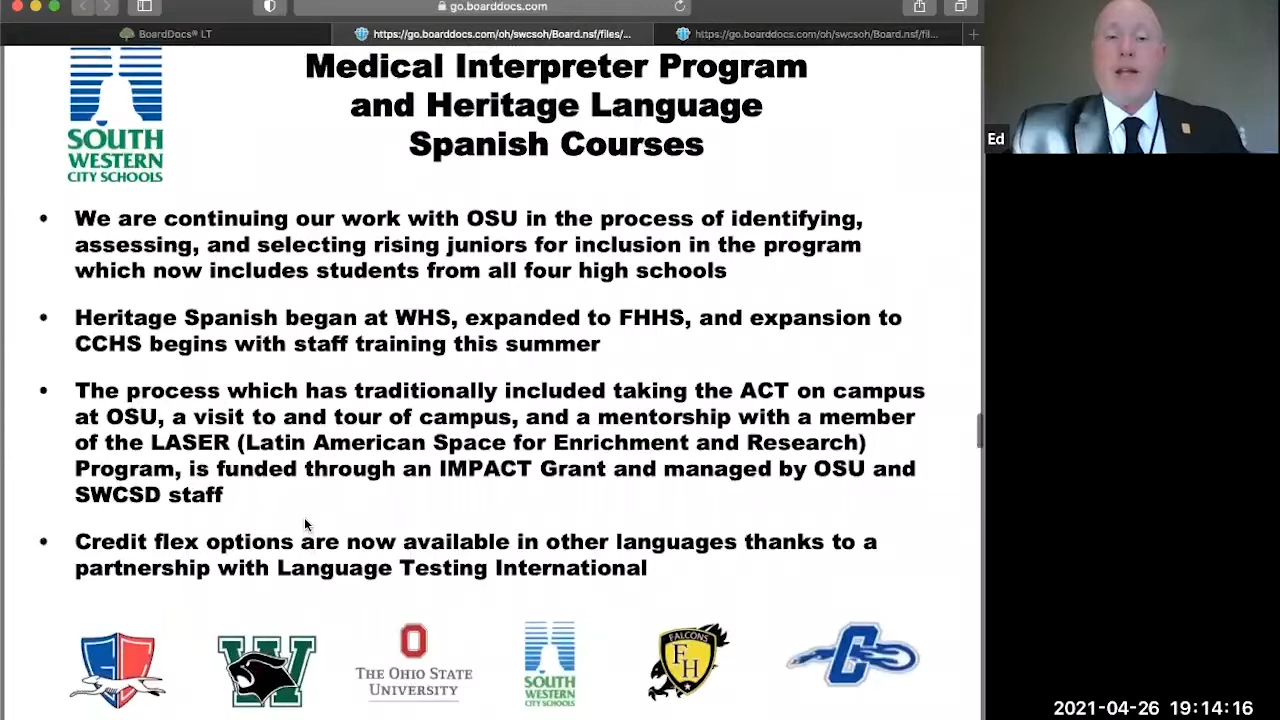 go.boarddocs.com
BoardDocs® LT
https://go.boarddocs.com/oh/swcsoh/Board.nsf/files/...
https://go.boarddocs.com/oh/swcsoh/Board.nsf/fil...
Medical Interpreter Program
and Heritage Language
Spanish Courses
SOUTH
WESTERN
CITY SCHOOLS
Ed
• We are continuing our work with OSU in the process of identifying,
assessing, and selecting rising juniors for inclusion in the program
which now includes students from all four high schools
• Heritage Spanish began at WHS, expanded to FHHS, and expansion to
CCHS begins with staff training this summer
• The process which has traditionally included taking the ACT on campus
at OSU, a visit to and tour of campus, and a mentorship with a member
of the LASER (Latin American Space for Enrichment and Research)
Program, is funded through an IMPACT Grant and managed by OSU and
SWCSD staff
• Credit flex options are now available in other languages thanks to a
partnership with Language Testing International
W
O
THE OHIO STATE
UNIVERSITY
SOUTH
WESTERN
CITY SCHOOLS
FALCONS
F H
C
2021-04-26 19:14:16